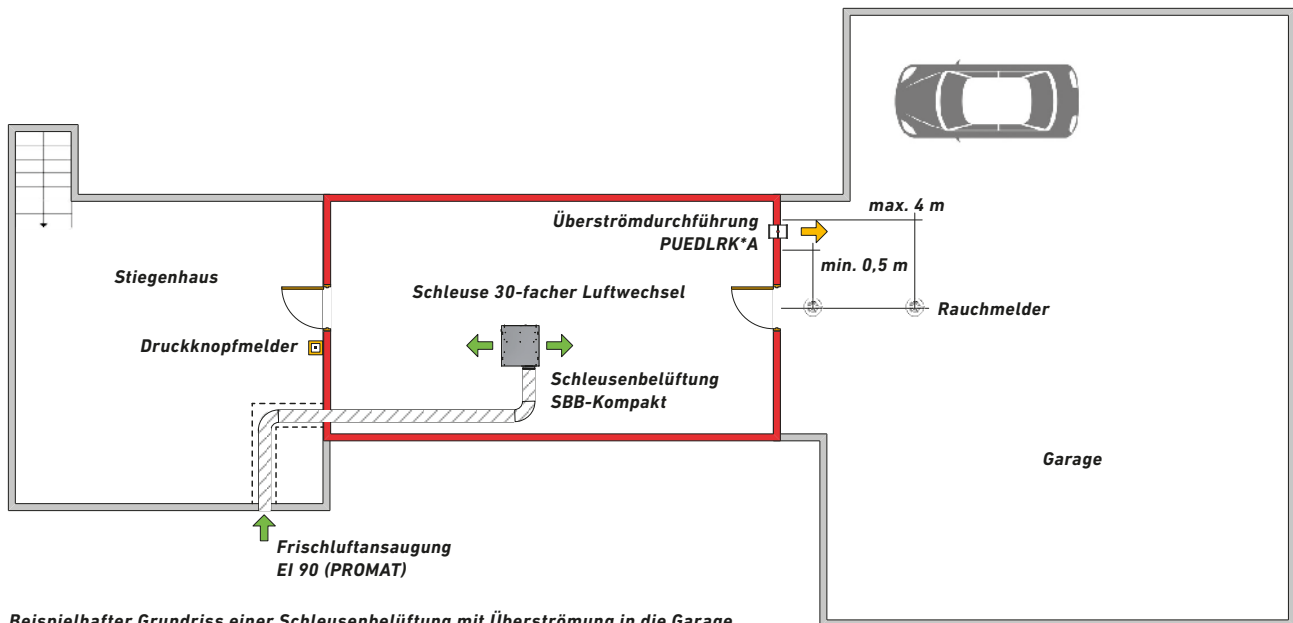 max. 4 m
Überströmdurchführung
PUEDLRK*A
min. 0,5 m
Stiegenhaus
Schleuse 30-facher Luftwechsel
Rauchmelder
Druckknopfmelder
Schleusenbelüftung
SBB-Kompakt
Garage
Frischluftansaugung
EI 90 (PROMAT)
Beispielhafter Grundriss einer Schleusenbelüftung mit Überströmung in die Garage